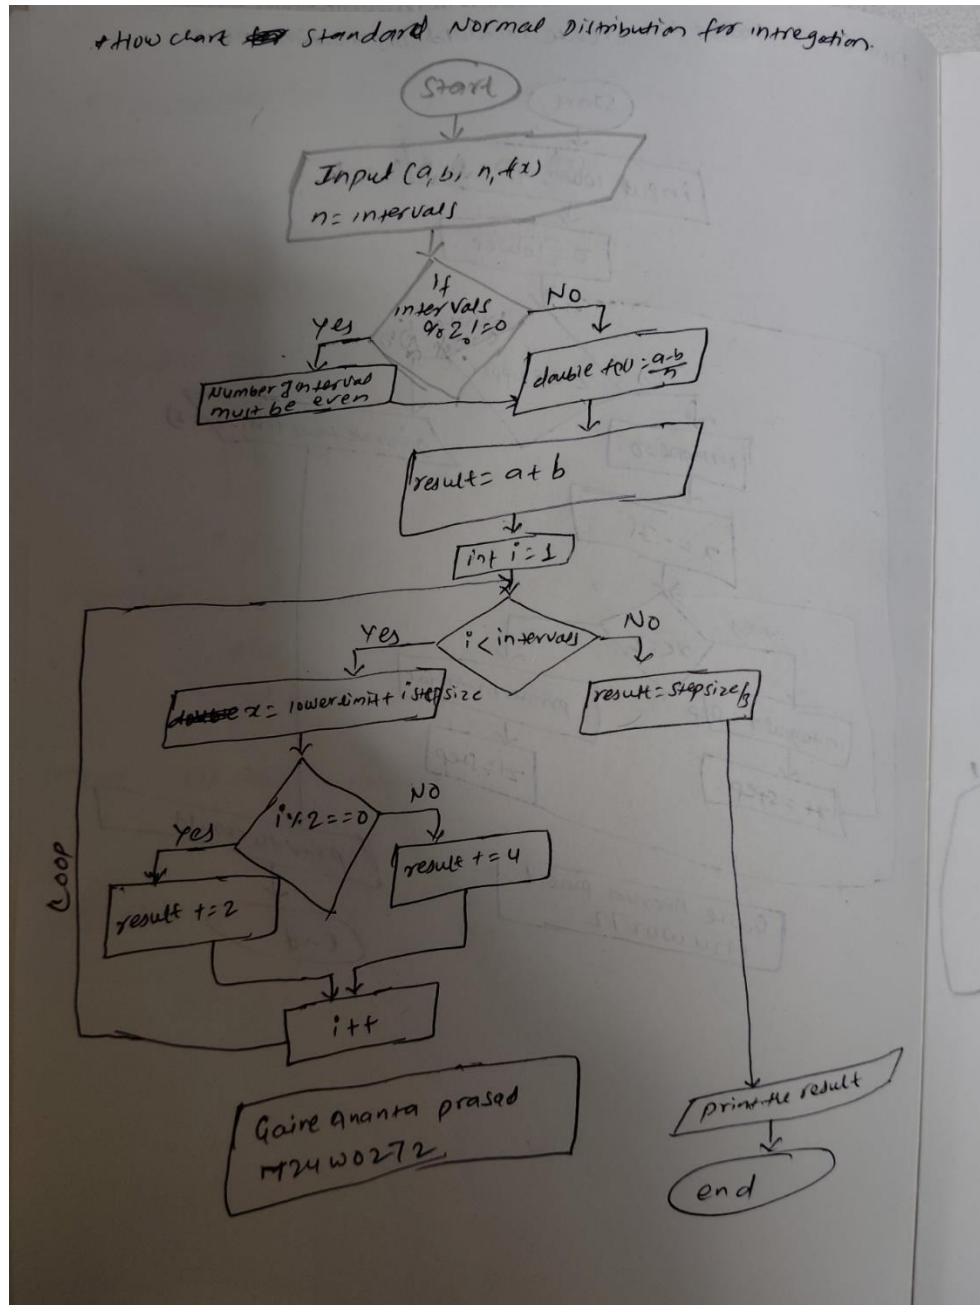 Flow chart for Standard Normal Distribution for intregation.
Start
Input (a, b, n, f(x)
n = intervals
If
intervals
% 2 != 0
Yes
NO
Number of interval
must be even
double f(x) = a-b/n
result = a + b
int i = 1
i < intervals
Yes
NO
x = lowerlimit + i stepsize
result = stepsize/3
i % 2 == 0
Yes
NO
result += 2
result += 4
Loop
i++
Gaire Ananta prasad
M24W0272
print the result
end